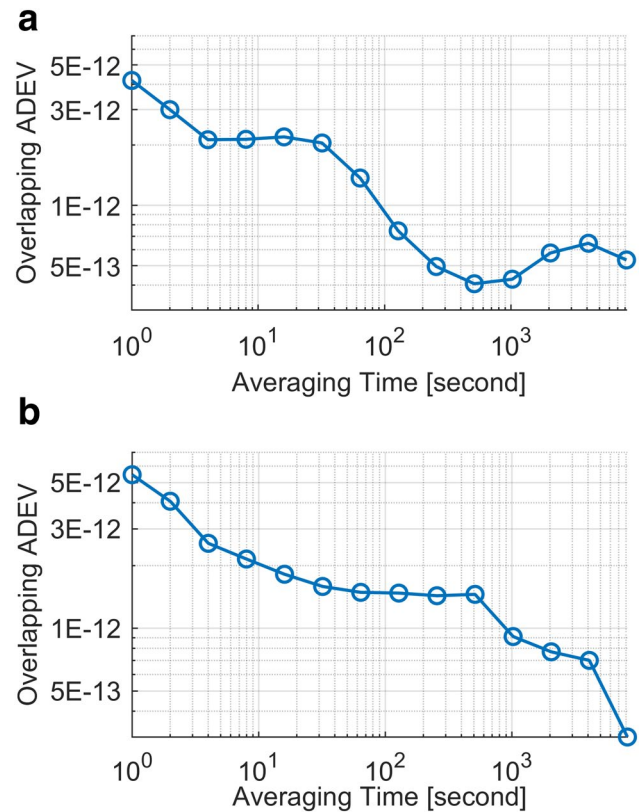 a
Overlapping ADEV
5E-12
3E-12
1E-12
5E-13
10^0 10^1 10^2 10^3
Averaging Time [second]
b
Overlapping ADEV
5E-12
3E-12
1E-12
5E-13
10^0 10^1 10^2 10^3
Averaging Time [second]